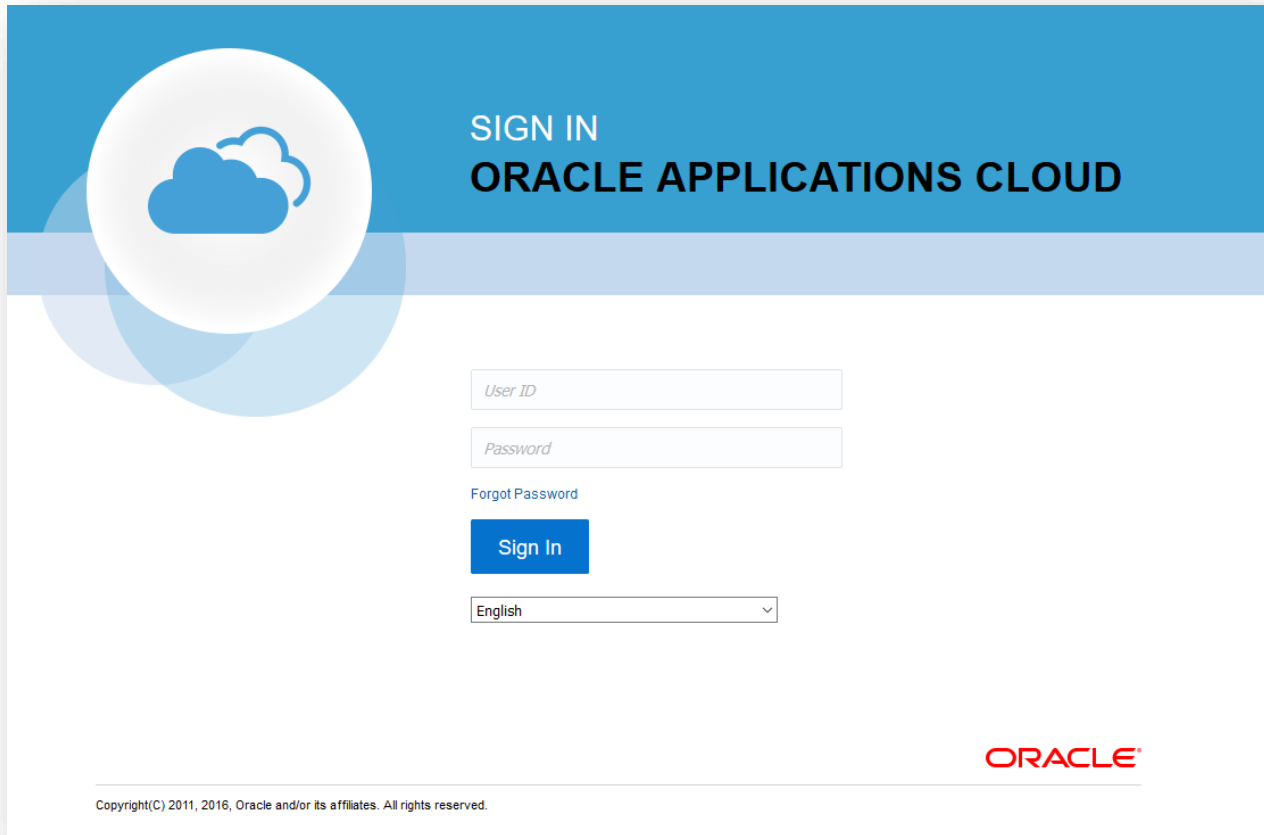 SIGN IN
ORACLE APPLICATIONS CLOUD
User ID
Password
Forgot Password
Sign In
English
ORACLE®
Copyright(C) 2011, 2016, Oracle and/or its affiliates. All rights reserved.